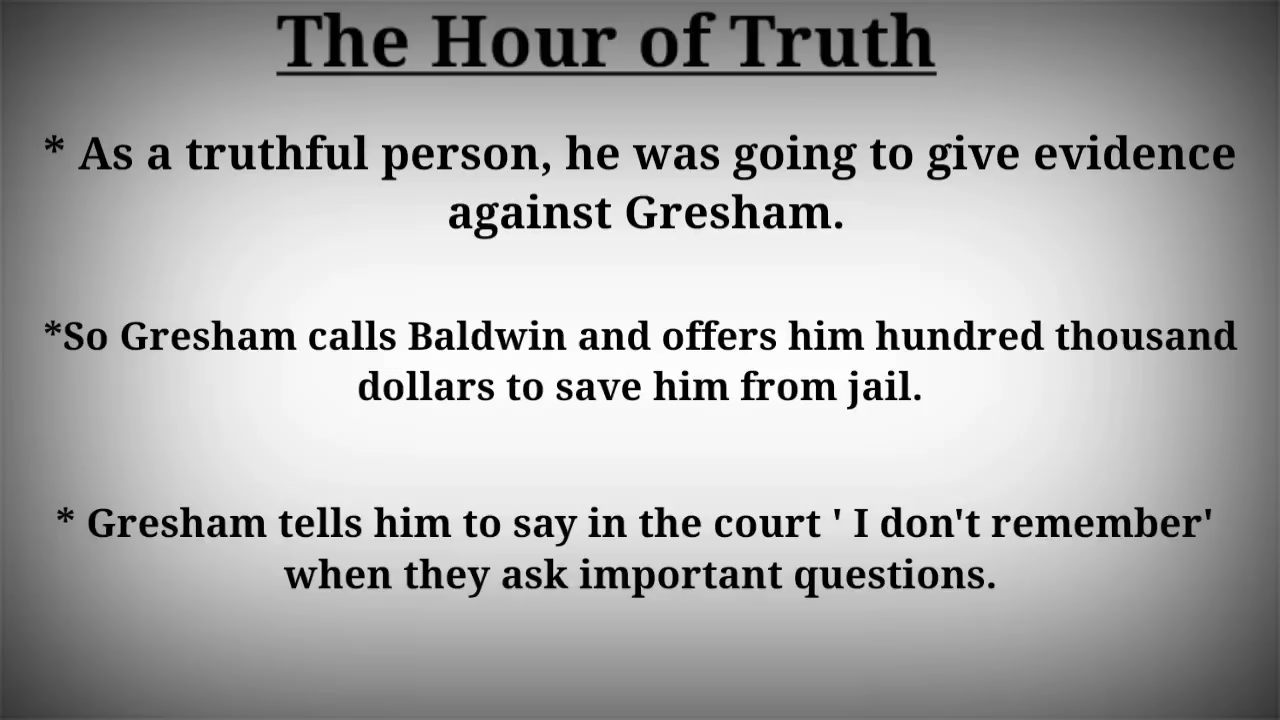 The Hour of Truth
* As a truthful person, he was going to give evidence
against Gresham.
*So Gresham calls Baldwin and offers him hundred thousand
dollars to save him from jail.
* Gresham tells him to say in the court ' I don't remember'
when they ask important questions.